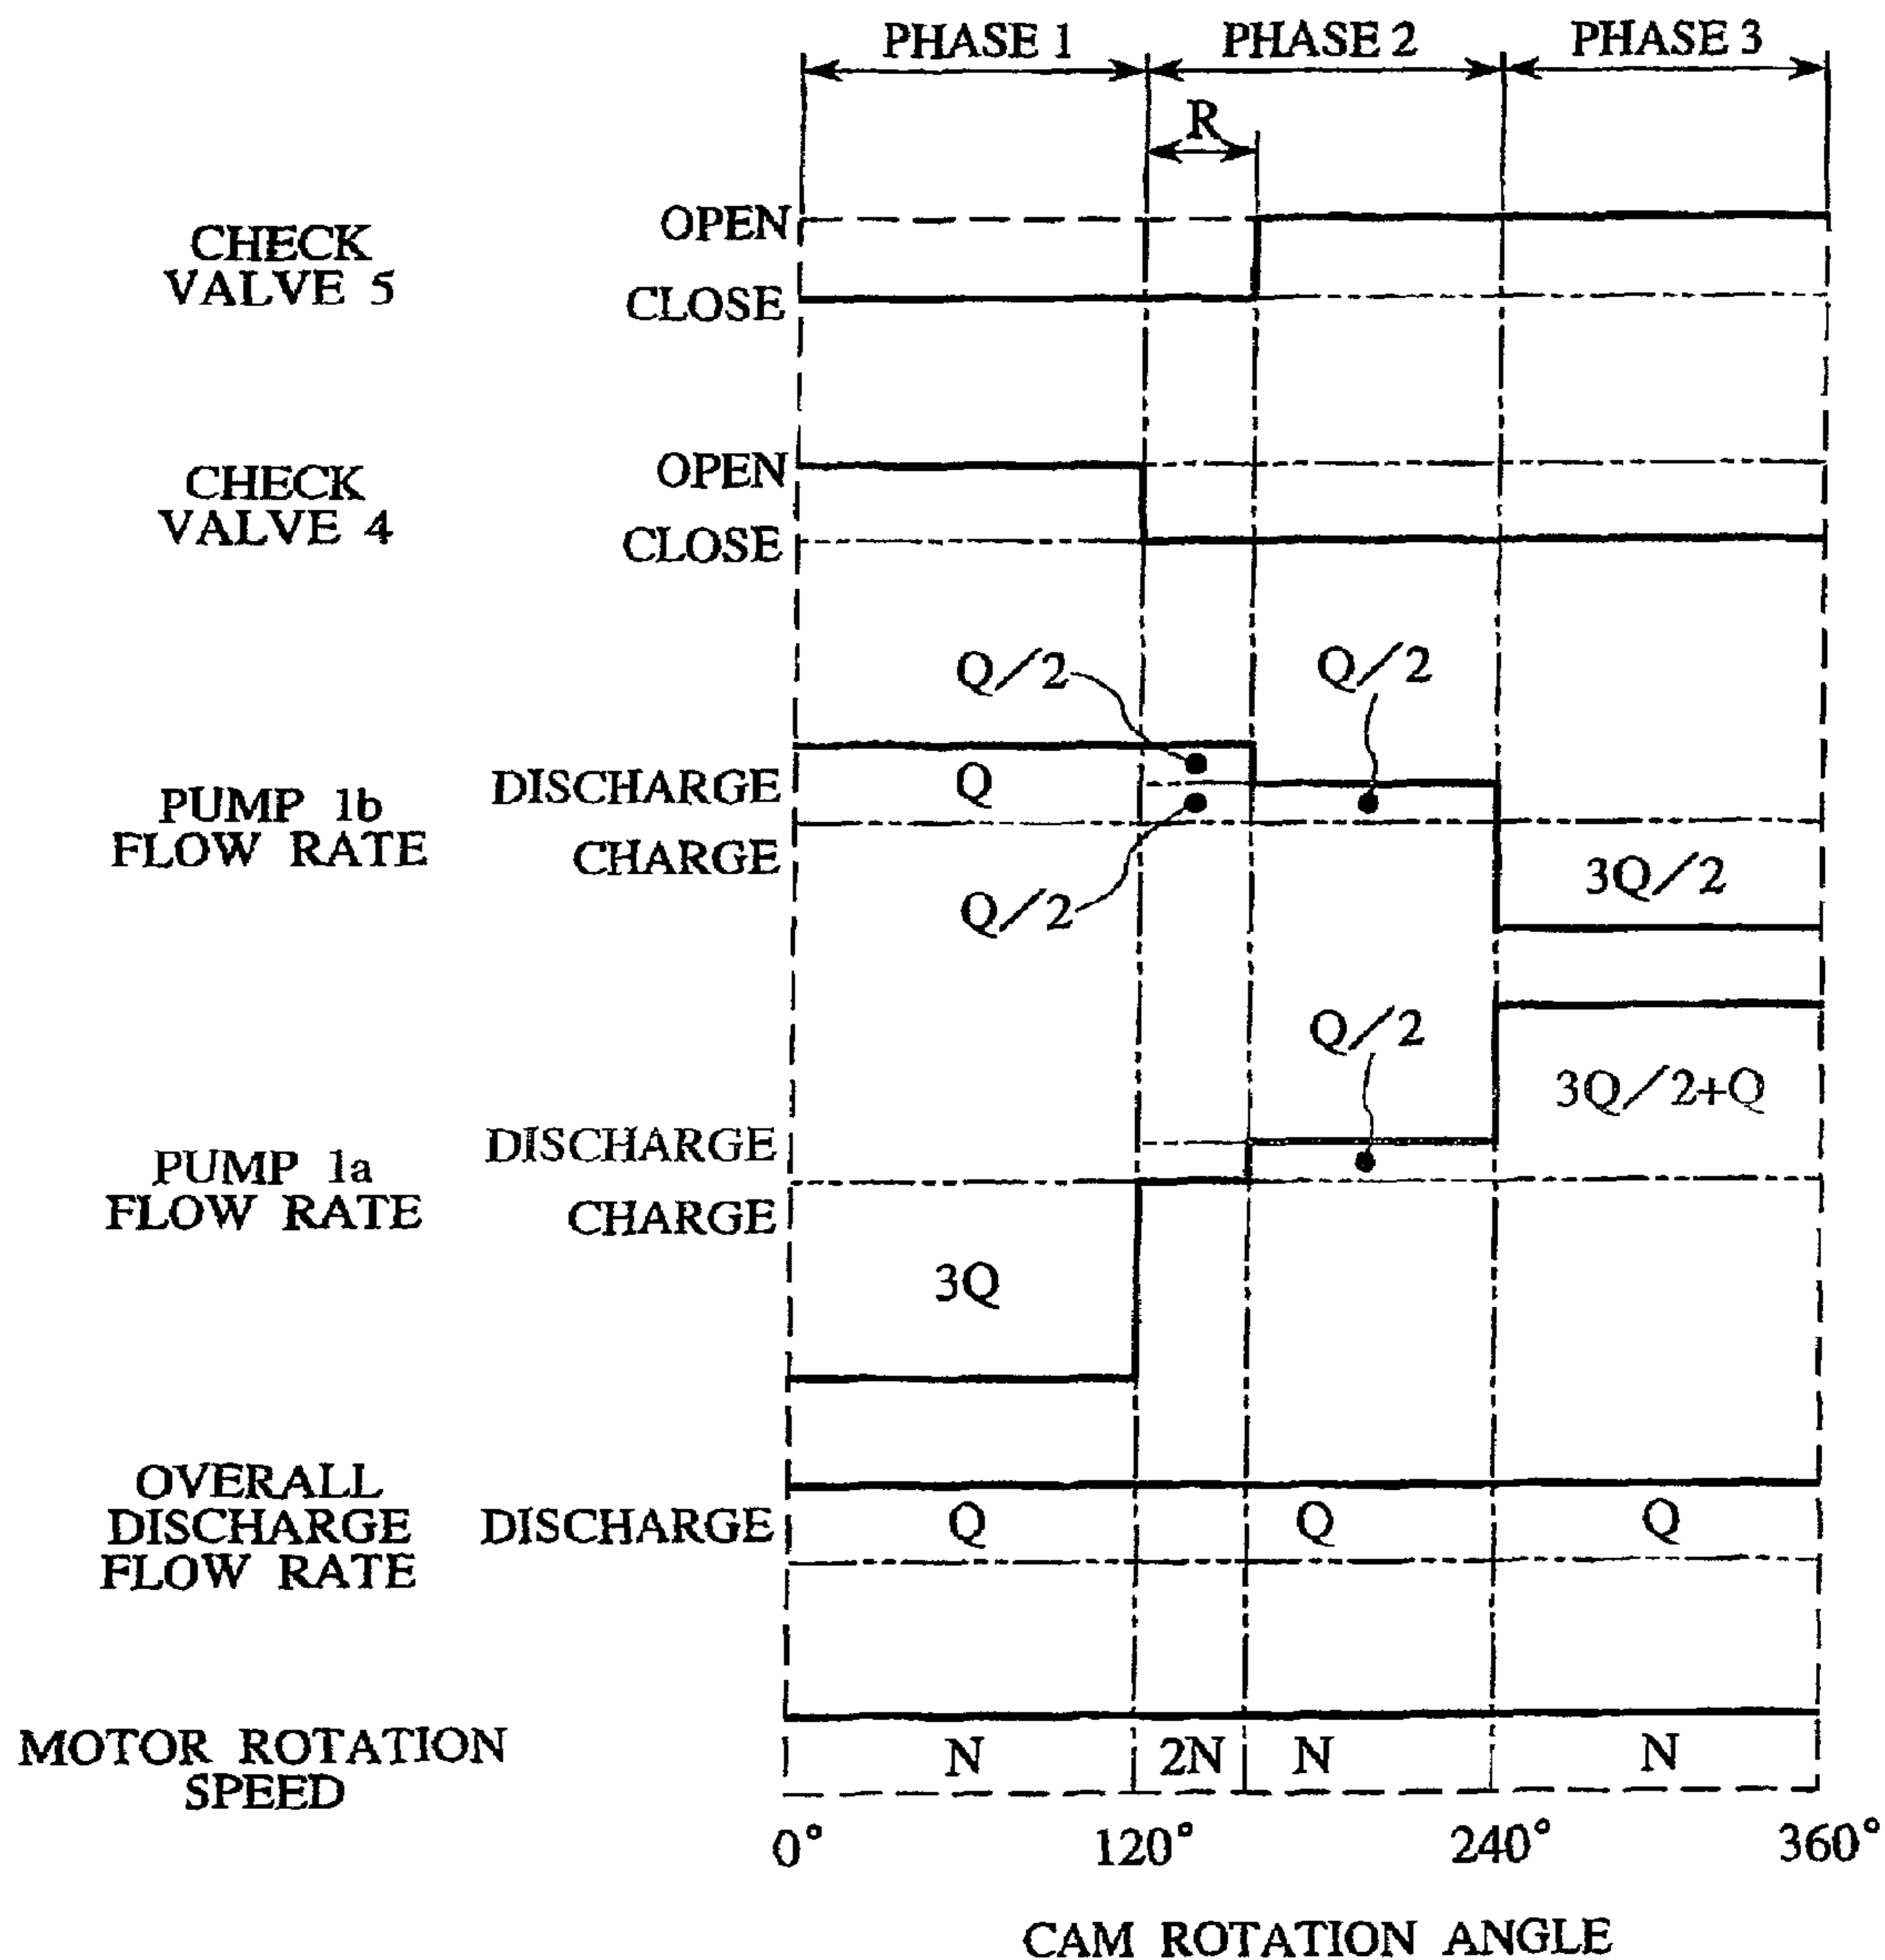 PHASE 1 PHASE 2 PHASE 3
R
CHECK
VALVE 5
OPEN
CLOSE
CHECK
VALVE 4
OPEN
CLOSE
Q/2 Q/2
PUMP 1b
FLOW RATE
DISCHARGE
CHARGE
Q
Q/2
3Q/2
Q/2
3Q/2+Q
PUMP 1a
FLOW RATE
DISCHARGE
CHARGE
3Q
OVERALL
DISCHARGE
FLOW RATE
DISCHARGE
Q Q Q
MOTOR ROTATION
SPEED
N 2N N N
0° 120° 240° 360°
CAM ROTATION ANGLE